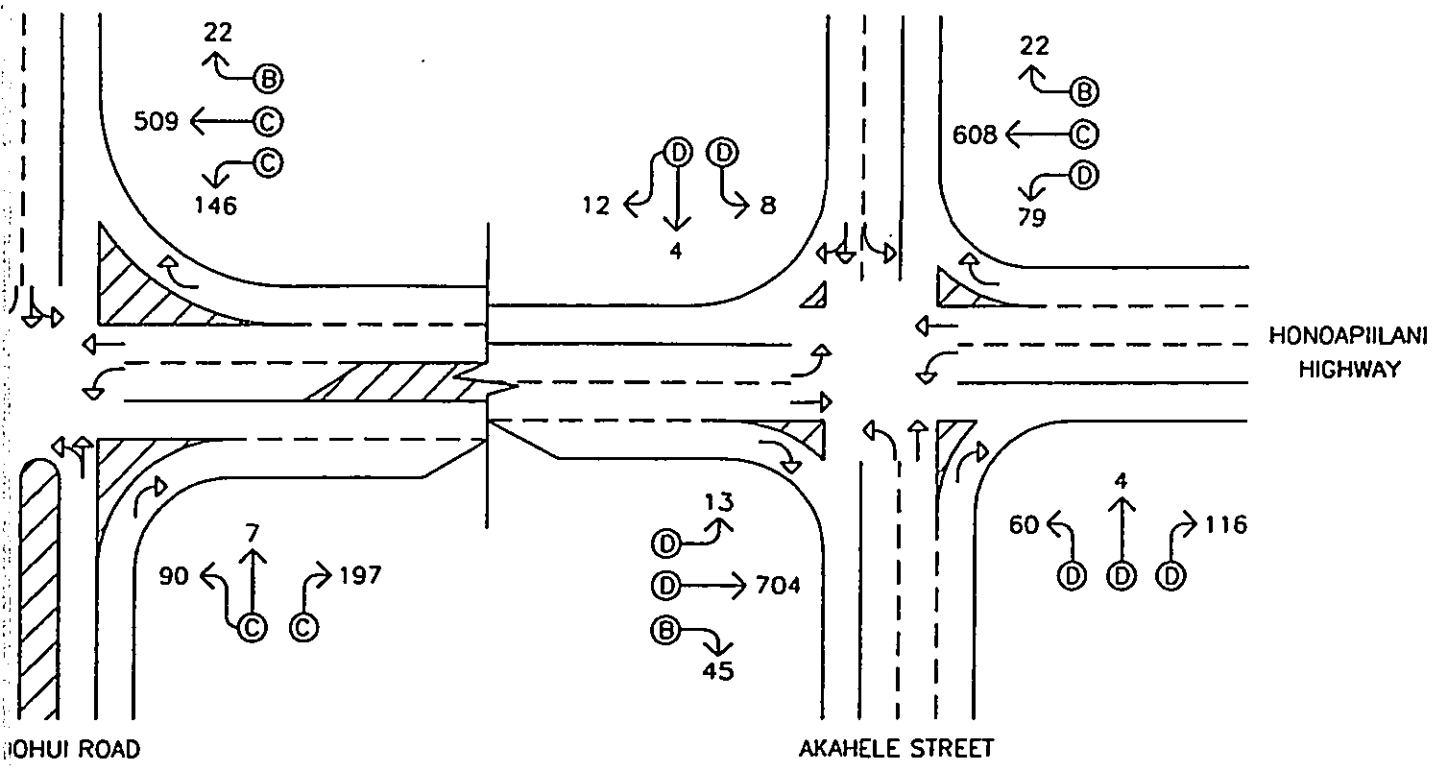 22
B
509 C
C
146
D D
12 8
4
22
B
608 C
D
79
HONOAPIILANI
HIGHWAY
7
90 197
C C
13
D
D 704
B
45
4
60 116
D D D
OHUI ROAD
AKAHELE STREET